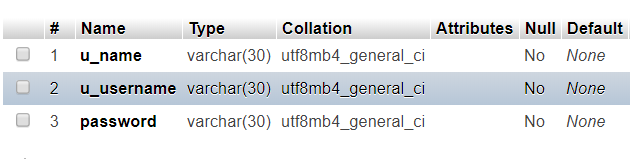 # Name Type Collation Attributes Null Default
1 u_name varchar(30) utf8mb4_general_ci No None
2 u_username varchar(30) utf8mb4_general_ci No None
3 password varchar(30) utf8mb4_general_ci No None